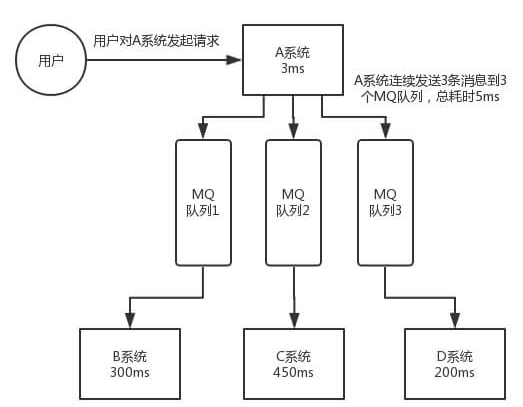 用户对A系统发起请求
用户
A系统
3ms
A系统连续发送3条消息到3
个MQ队列，总耗时5ms
MQ
队列1
MQ
队列2
MQ
队列3
B系统
300ms
C系统
450ms
D系统
200ms